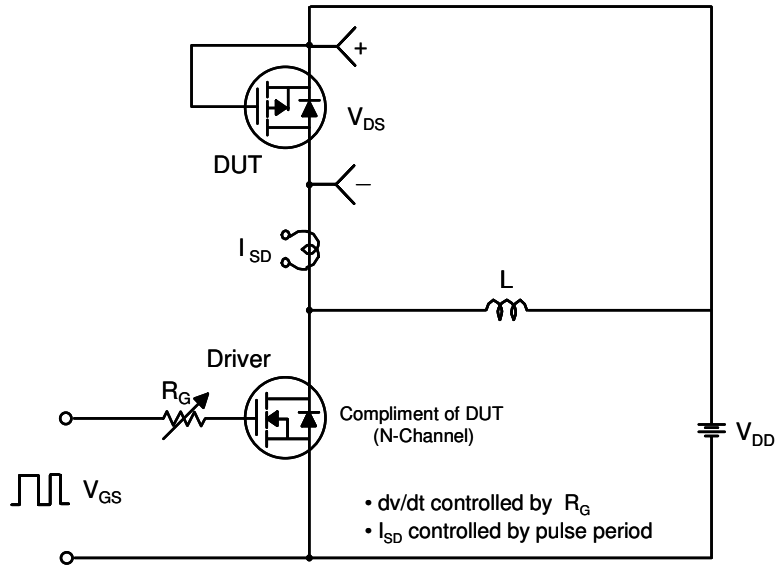 +
V_DS
DUT
−
I_SD
L
Driver
R_G
Compliment of DUT
(N-Channel)
V_DD
V_GS
• dv/dt controlled by R_G
• I_SD controlled by pulse period